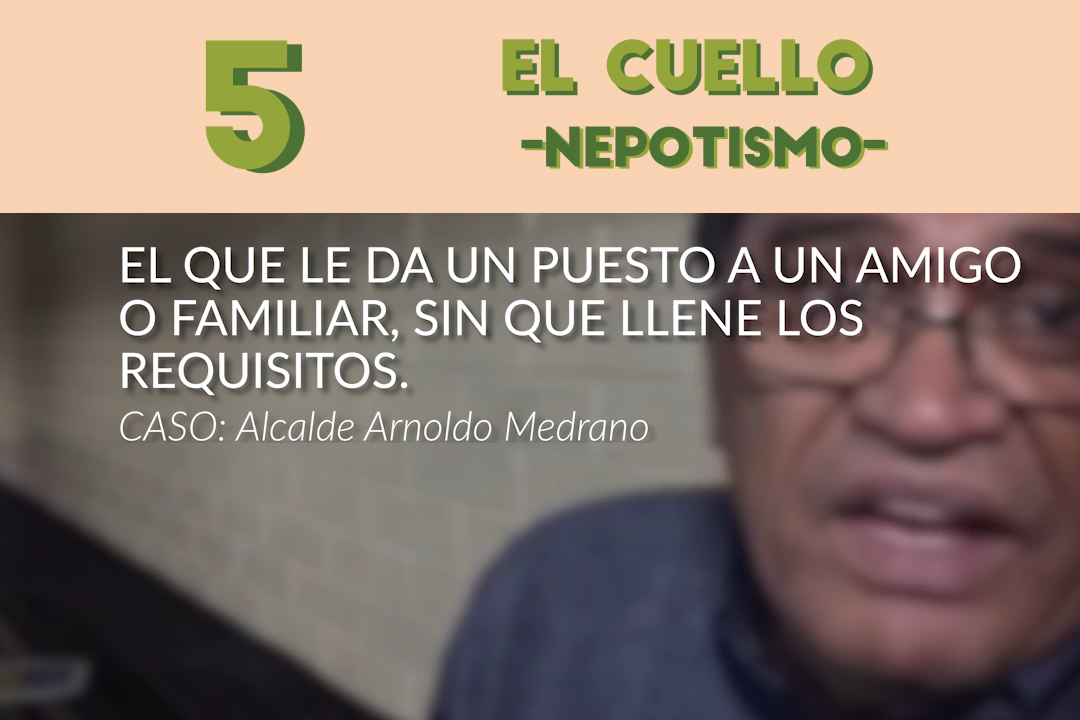 5
EL CUELLO
-NEPOTISMO-
EL QUE LE DA UN PUESTO A UN AMIGO
O FAMILIAR, SIN QUE LLENE LOS
REQUISITOS.
CASO: Alcalde Arnoldo Medrano